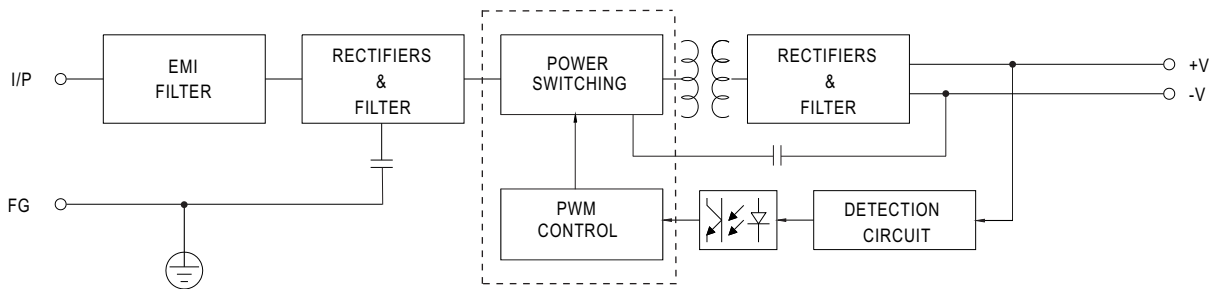 I/P
EMI
FILTER
RECTIFIERS
&
FILTER
POWER
SWITCHING
RECTIFIERS
&
FILTER
+V
-V
FG
PWM
CONTROL
DETECTION
CIRCUIT